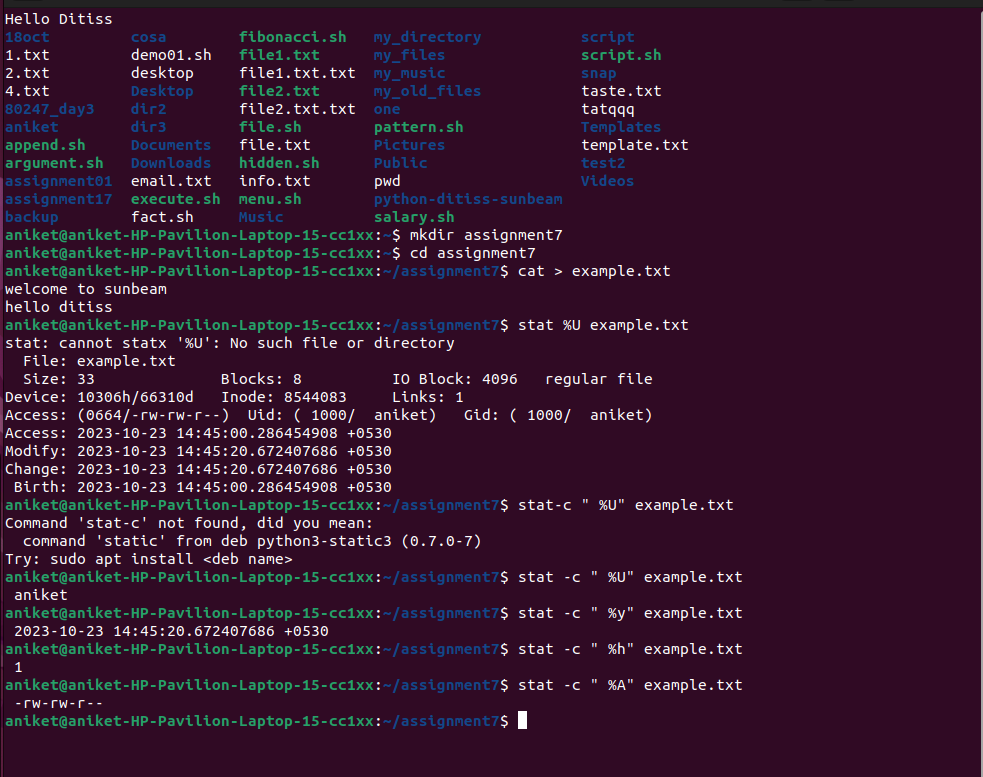 Hello Ditiss
18oct cosa fibonacci.sh my_directory script
1.txt demo01.sh file1.txt my_files script.sh
2.txt desktop file1.txt.txt my_music snap
4.txt Desktop file2.txt my_old_files taste.txt
80247_day3 dir2 file2.txt.txt one tatqqq
aniket dir3 file.sh pattern.sh Templates
append.sh Documents file.txt Pictures template.txt
argument.sh Downloads hidden.sh Public test2
assignment01 email.txt info.txt pwd Videos
assignment17 execute.sh menu.sh python-ditiss-sunbeam
backup fact.sh Music salary.sh
aniket@aniket-HP-Pavilion-Laptop-15-cc1xx:~$ mkdir assignment7
aniket@aniket-HP-Pavilion-Laptop-15-cc1xx:~$ cd assignment7
aniket@aniket-HP-Pavilion-Laptop-15-cc1xx:~/assignment7$ cat > example.txt
welcome to sunbeam
hello ditiss
aniket@aniket-HP-Pavilion-Laptop-15-cc1xx:~/assignment7$ stat %U example.txt
stat: cannot statx '%U': No such file or directory
File: example.txt
Size: 33 Blocks: 8 IO Block: 4096 regular file
Device: 10306h/66310d Inode: 8544083 Links: 1
Access: (0664/-rw-rw-r--) Uid: ( 1000/ aniket) Gid: ( 1000/ aniket)
Access: 2023-10-23 14:45:00.286454908 +0530
Modify: 2023-10-23 14:45:20.672407686 +0530
Change: 2023-10-23 14:45:20.672407686 +0530
Birth: 2023-10-23 14:45:00.286454908 +0530
aniket@aniket-HP-Pavilion-Laptop-15-cc1xx:~/assignment7$ stat-c " %U" example.txt
Command 'stat-c' not found, did you mean:
command 'static' from deb python3-static3 (0.7.0-7)
Try: sudo apt install <deb name>
aniket@aniket-HP-Pavilion-Laptop-15-cc1xx:~/assignment7$ stat -c " %U" example.txt
aniket
aniket@aniket-HP-Pavilion-Laptop-15-cc1xx:~/assignment7$ stat -c " %y" example.txt
2023-10-23 14:45:20.672407686 +0530
aniket@aniket-HP-Pavilion-Laptop-15-cc1xx:~/assignment7$ stat -c " %h" example.txt
1
aniket@aniket-HP-Pavilion-Laptop-15-cc1xx:~/assignment7$ stat -c " %A" example.txt
-rw-rw-r--
aniket@aniket-HP-Pavilion-Laptop-15-cc1xx:~/assignment7$